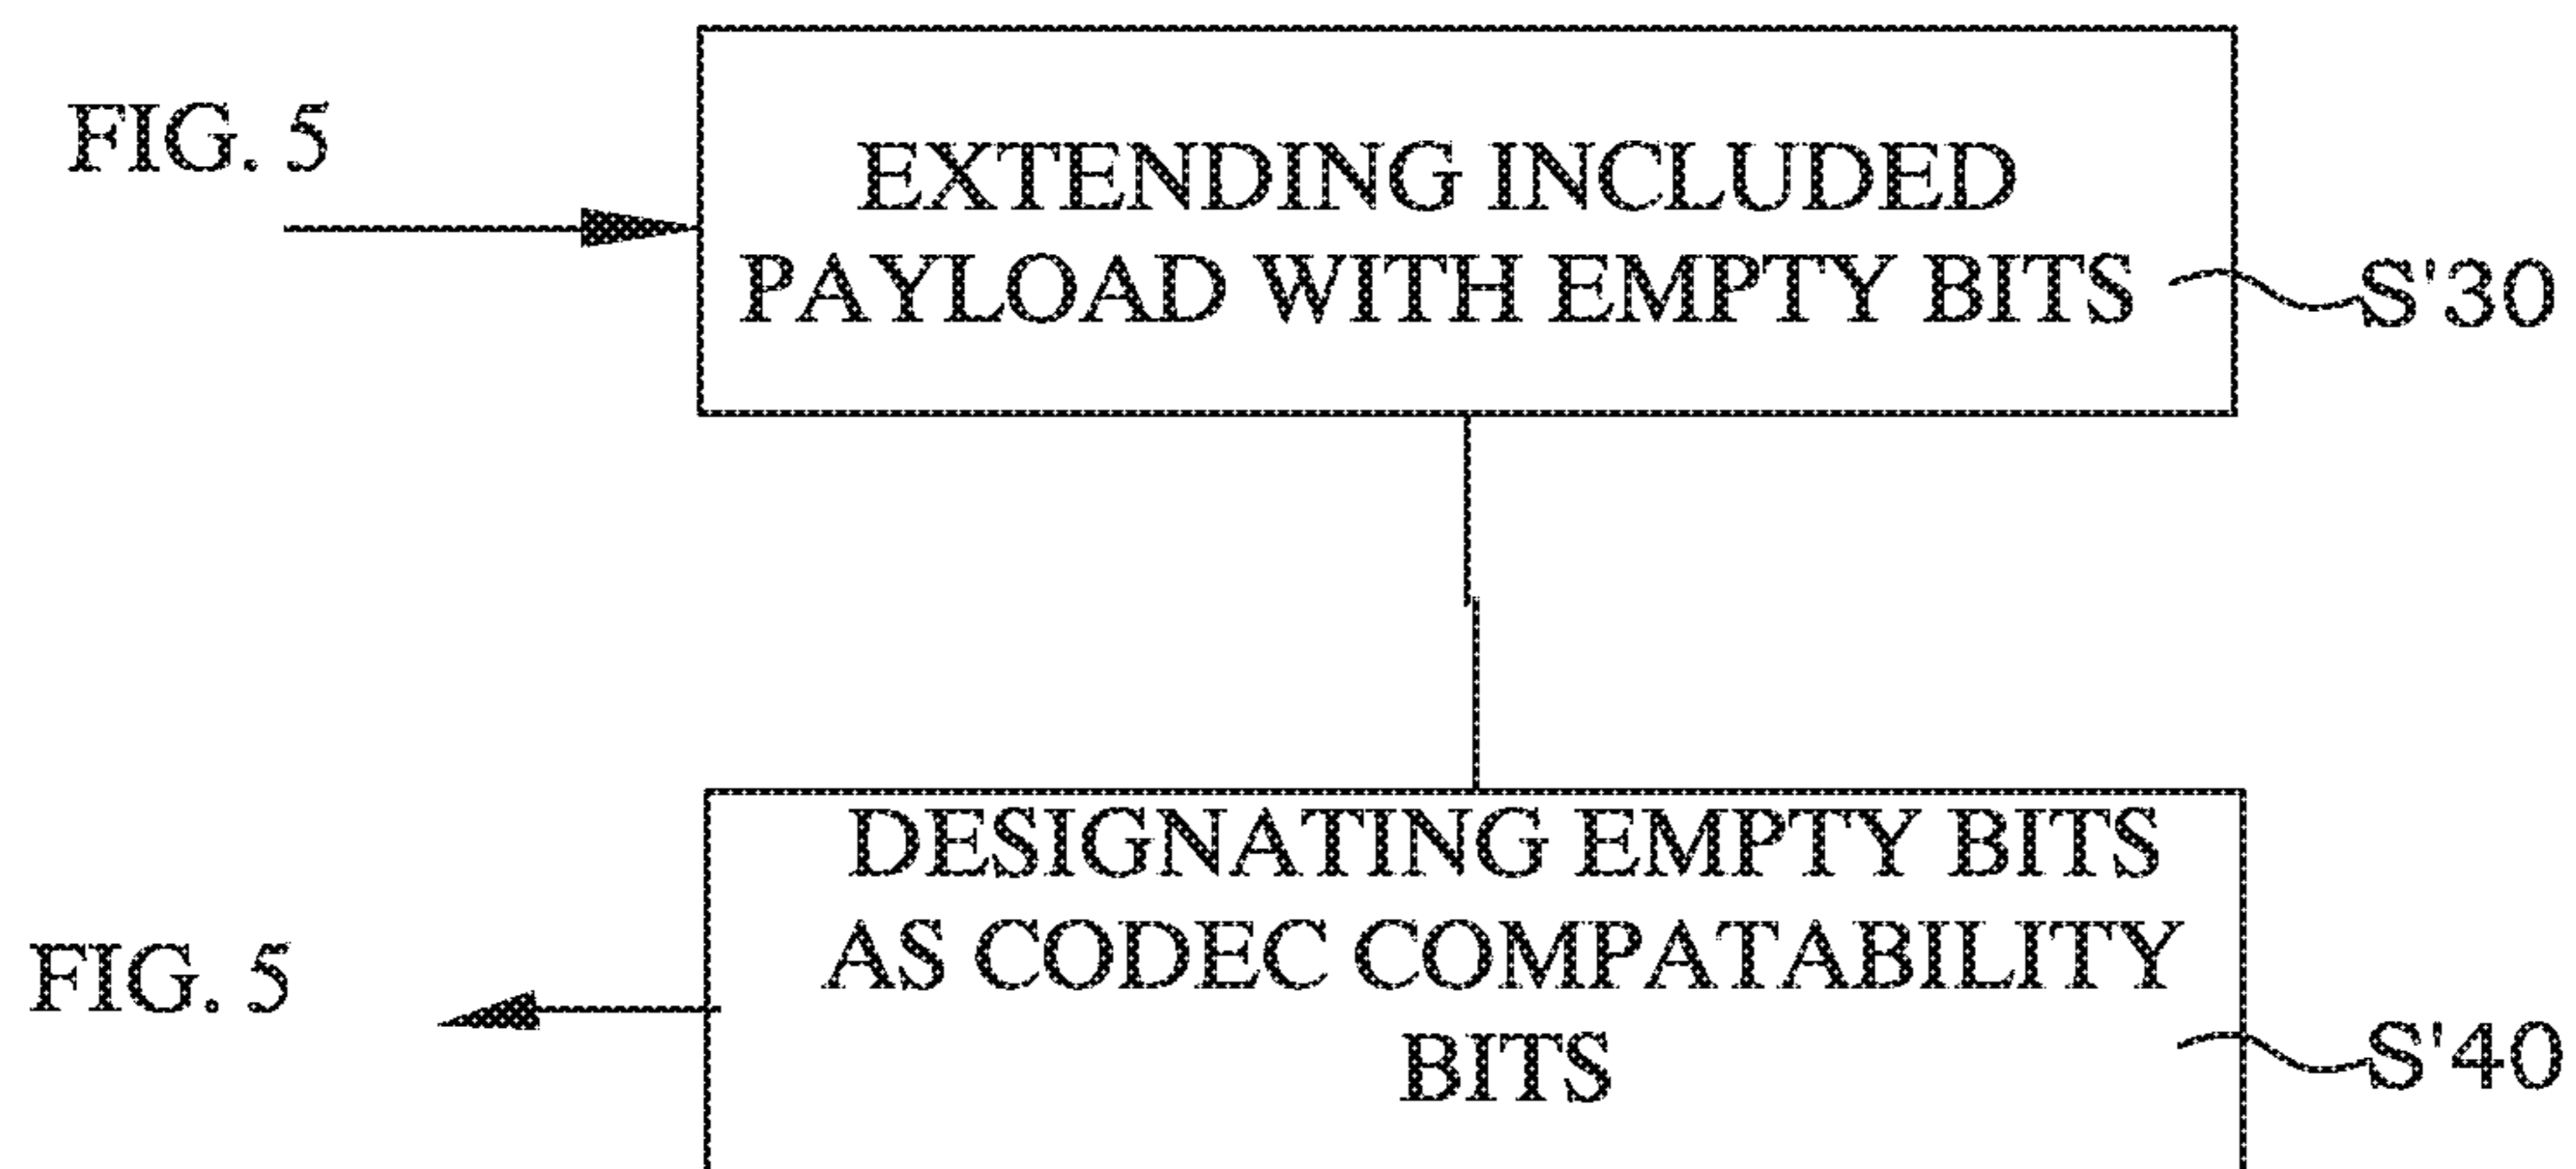 FIG. 5
EXTENDING INCLUDED
PAYLOAD WITH EMPTY BITS
S'30
DESIGNATING EMPTY BITS
AS CODEC COMPATABILITY
BITS
FIG. 5
S'40